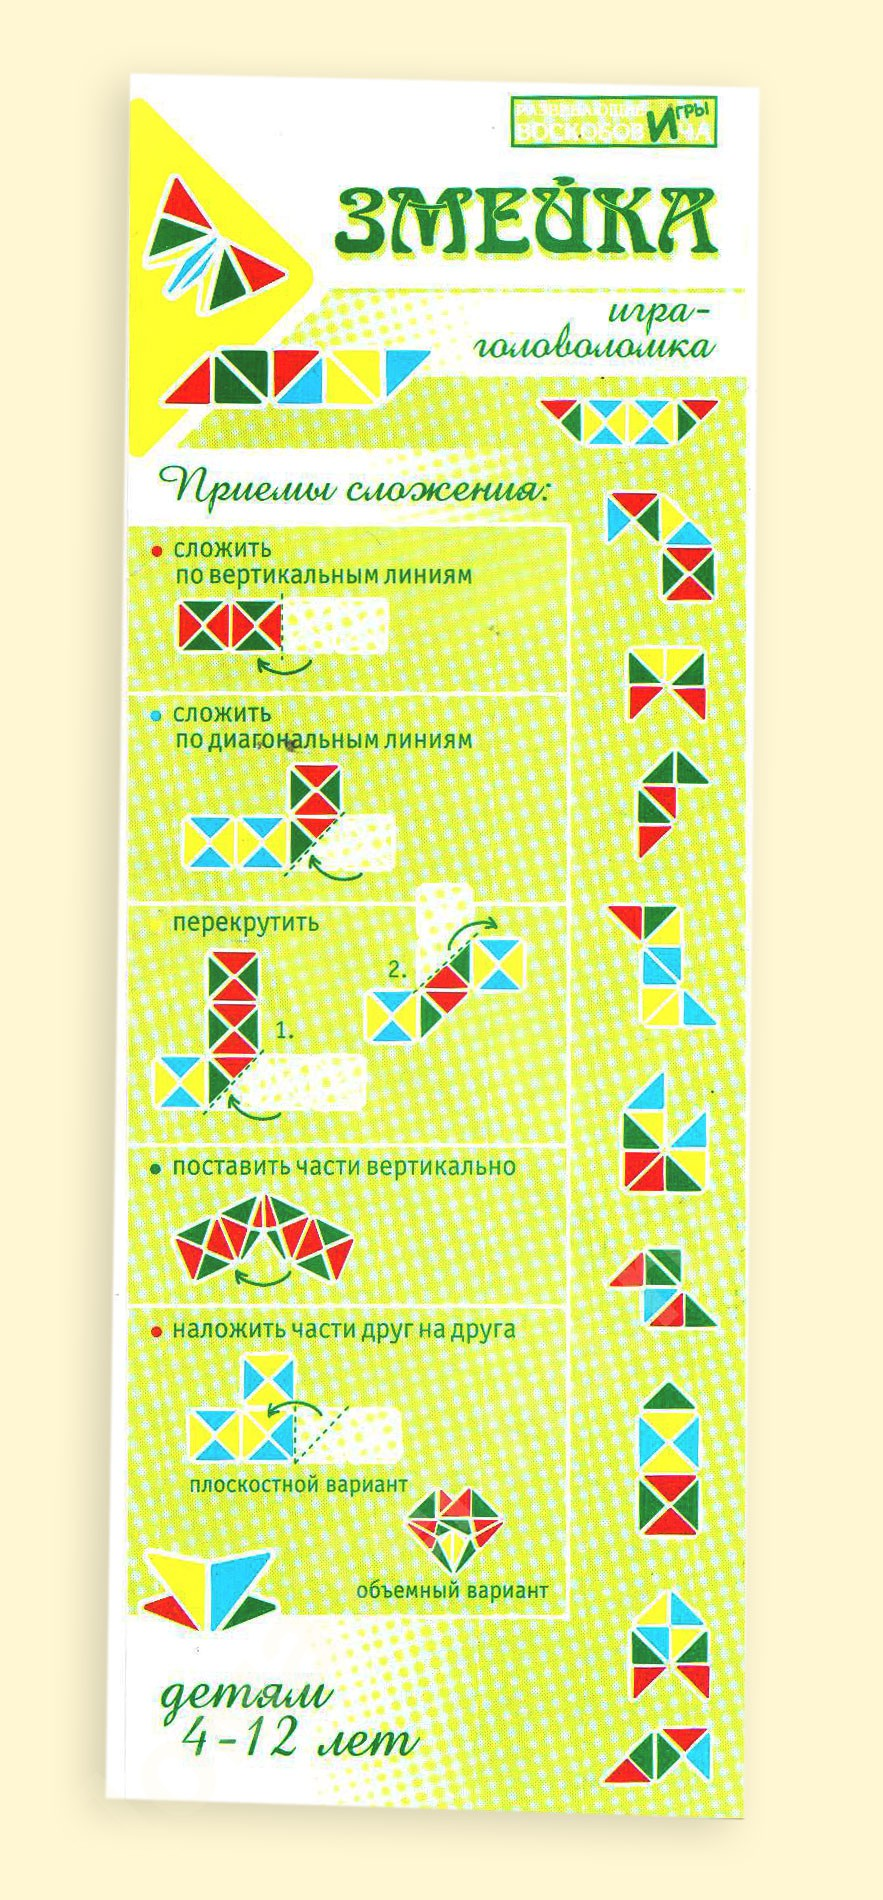 РАЗВИВАЮЩИЕ ИГРЫ
ВОСКОБОВИЧА
ЗМЕЙКА
игра-
головоломка
Приемы сложения:
• сложить
по вертикальным линиям
• сложить
по диагональным линиям
перекрутить
2.
1.
• поставить части вертикально
• наложить части друг на друга
плоскостной вариант
объемный вариант
детям
4-12 лет